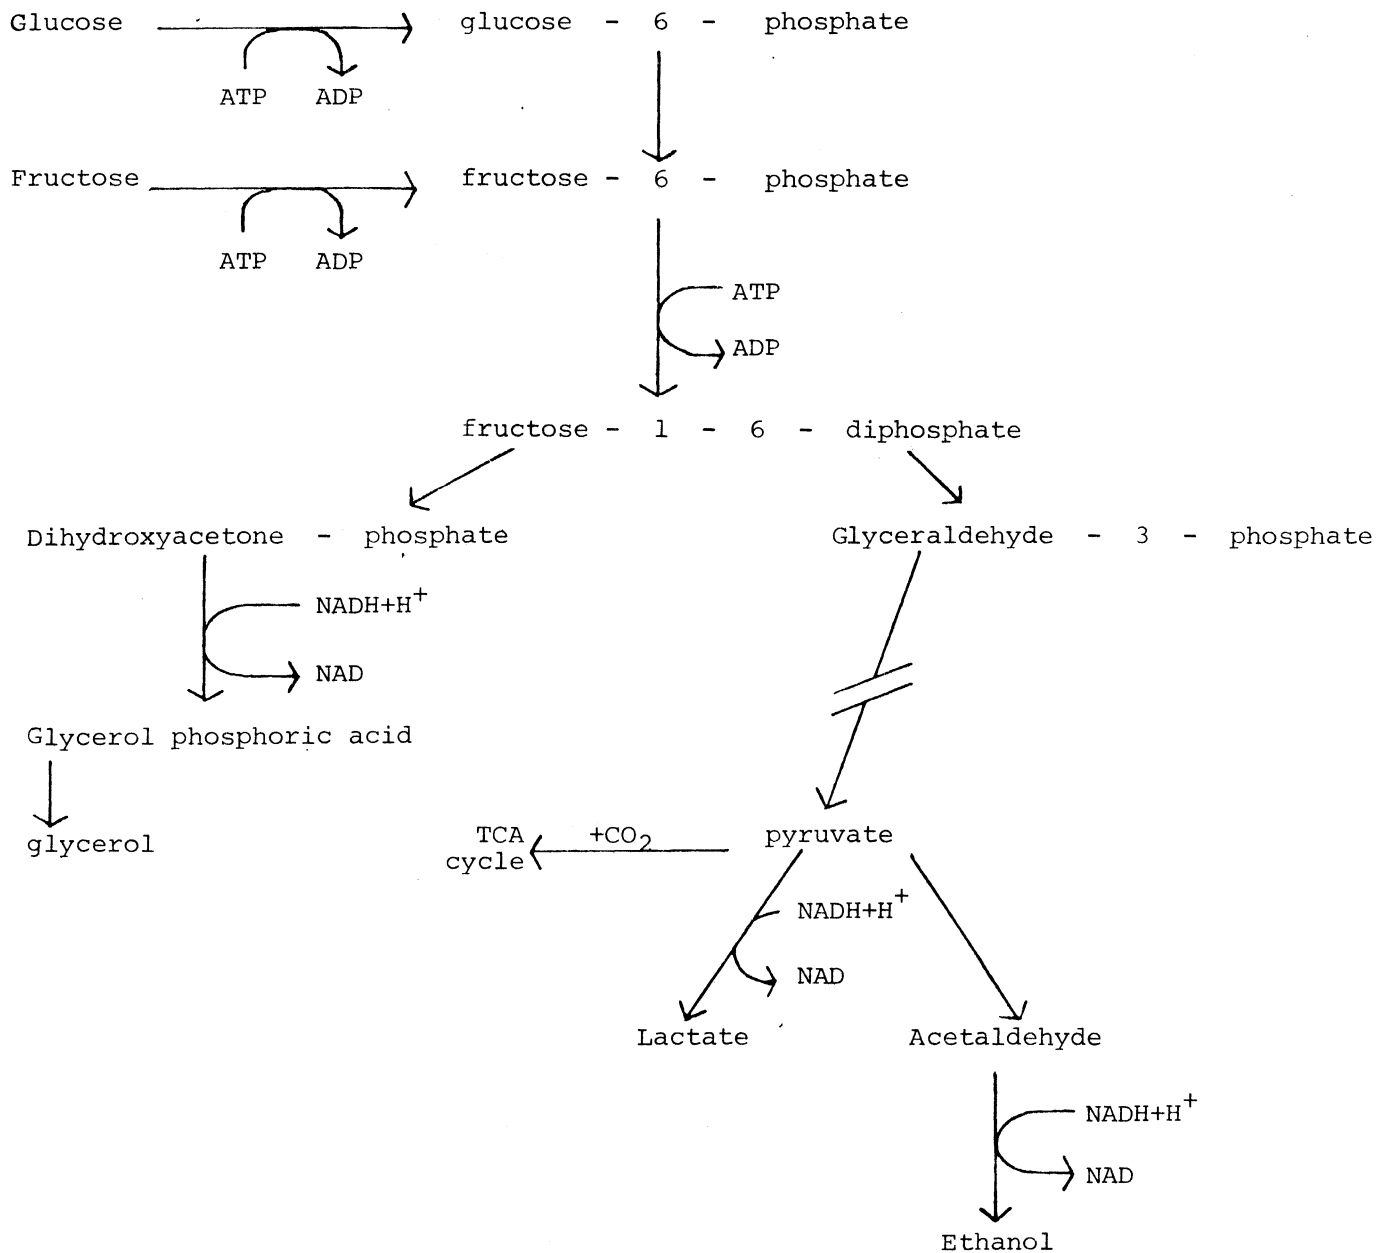 Glucose
glucose - 6 - phosphate
ATP ADP
Fructose
fructose - 6 - phosphate
ATP ADP
ATP
ADP
fructose - 1 - 6 - diphosphate
Dihydroxyacetone - phosphate
Glyceraldehyde - 3 - phosphate
NADH+H+
NAD
Glycerol phosphoric acid
glycerol
TCA
cycle
+CO2
pyruvate
NADH+H+
NAD
Lactate
Acetaldehyde
NADH+H+
NAD
Ethanol